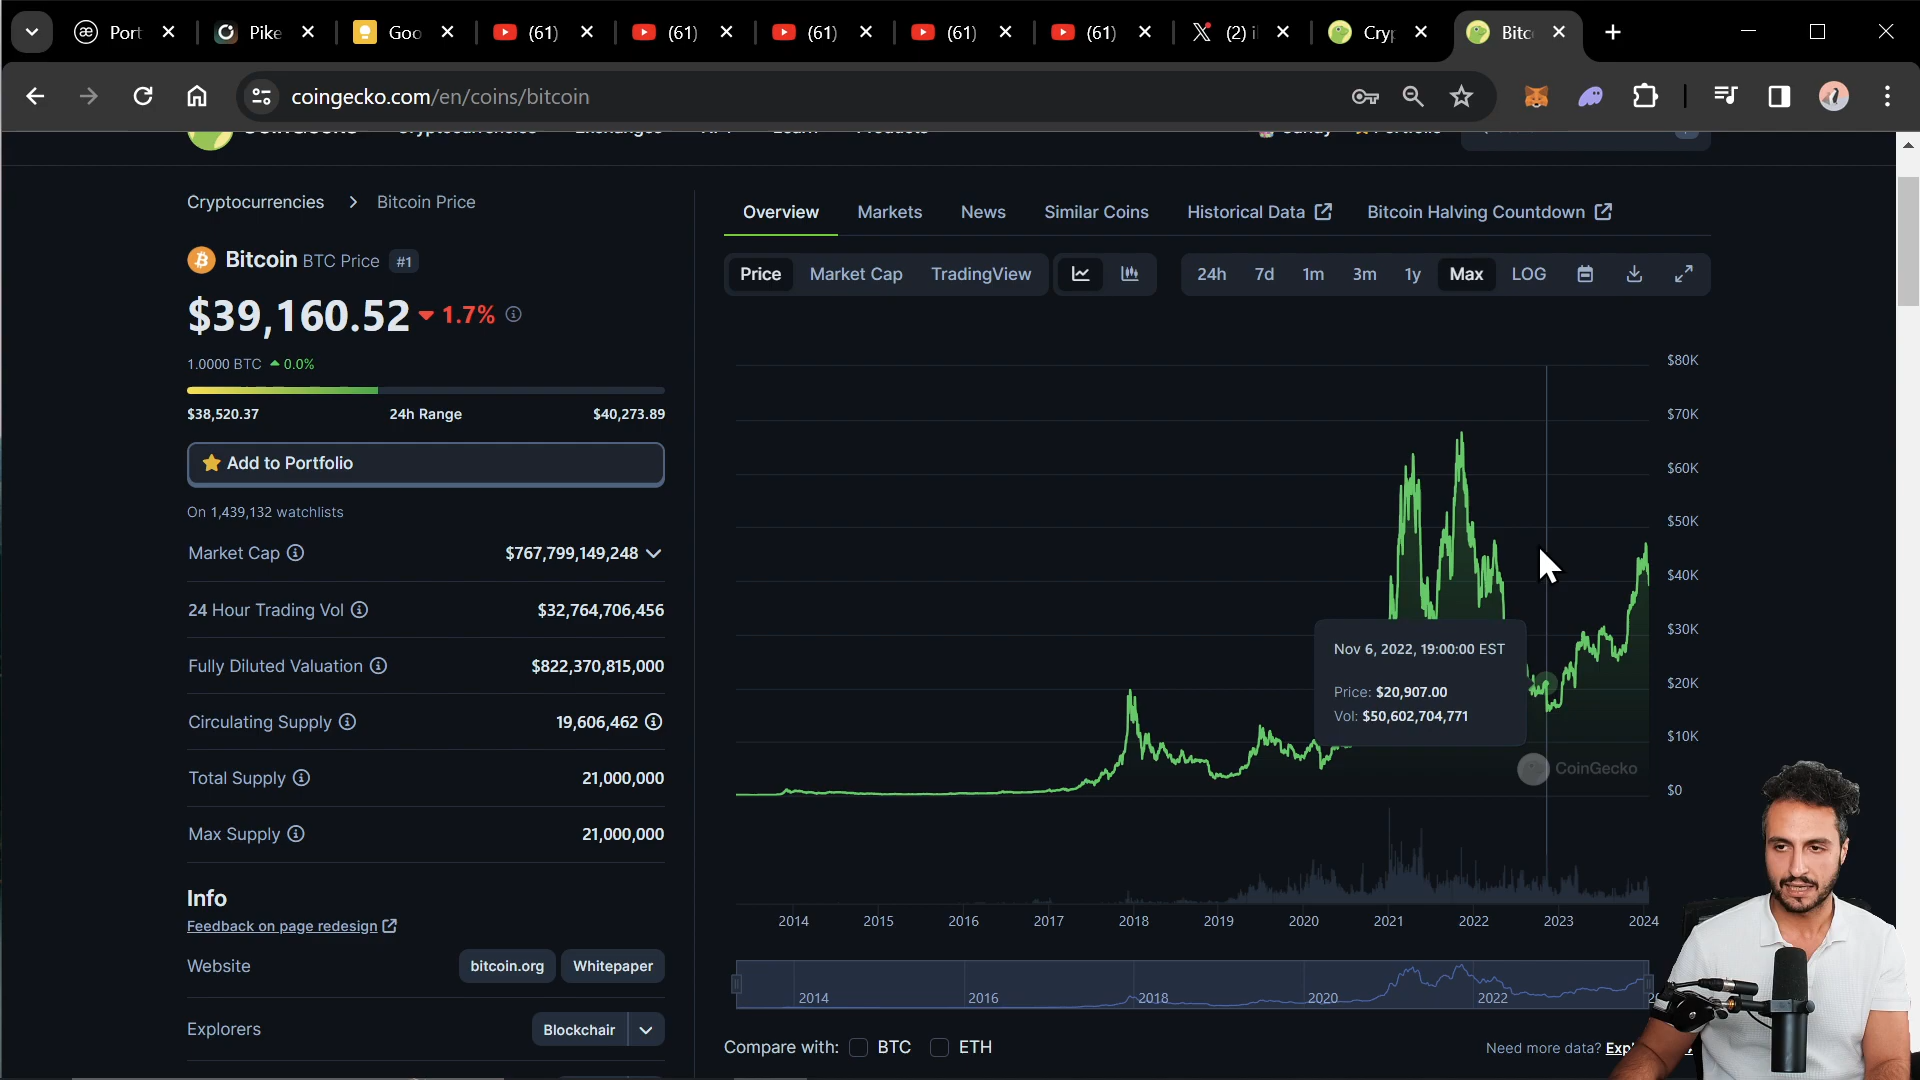 Port
Pike
Goo
(61)
(61)
(61)
(61)
(61)
(2)
Cryp
Bitc
coingecko.com/en/coins/bitcoin
Cryptocurrencies > Bitcoin Price
Bitcoin BTC Price #1
$39,160.52 1.7%
1.0000 BTC 0.0%
$38,520.37 24h Range $40,273.89
Add to Portfolio
On 1,439,132 watchlists
Market Cap $767,799,149,248
24 Hour Trading Vol $32,764,706,456
Fully Diluted Valuation $822,370,815,000
Circulating Supply 19,606,462
Total Supply 21,000,000
Max Supply 21,000,000
Info
Feedback on page redesign
Website bitcoin.org Whitepaper
Explorers Blockchair
Overview Markets News Similar Coins Historical Data Bitcoin Halving Countdown
Price Market Cap TradingView 24h 7d 1m 3m 1y Max LOG
$80K
$70K
$60K
$50K
$40K
$30K
$20K
$10K
$0
Nov 6, 2022, 19:00:00 EST
Price: $20,907.00
Vol: $50,602,704,771
CoinGecko
2014 2015 2016 2017 2018 2019 2020 2021 2022 2023 2024
2014 2016 2018 2020 2022
Compare with: BTC ETH
Need more data? Exp